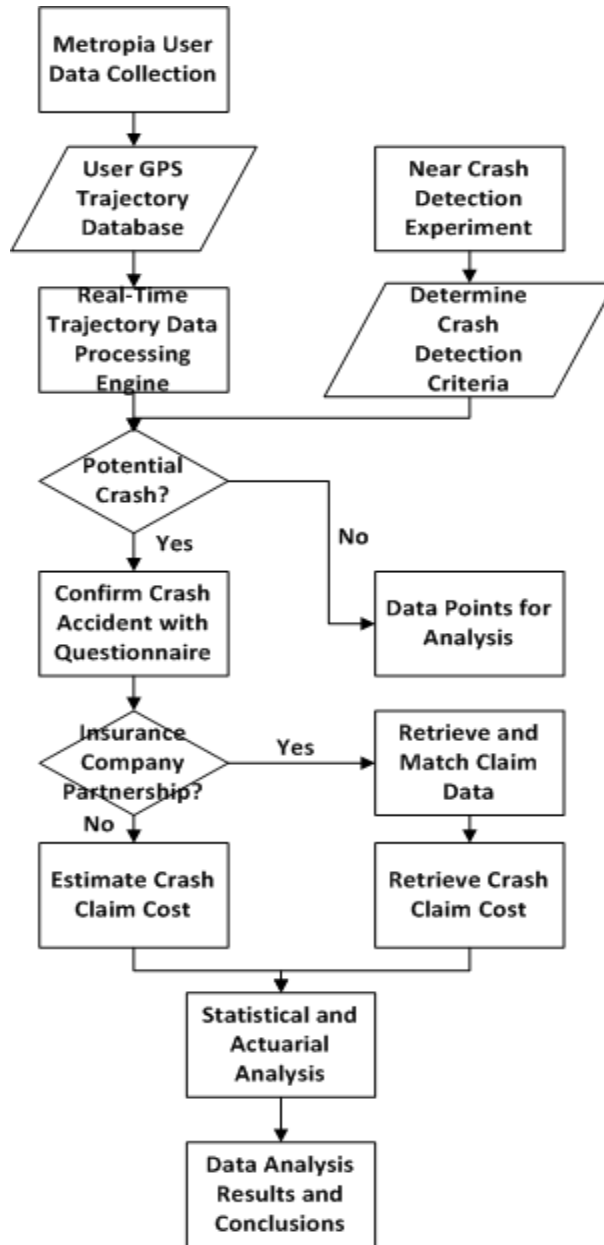 Metropia User
Data Collection
User GPS
Trajectory
Database
Near Crash
Detection
Experiment
Real-Time
Trajectory Data
Processing
Engine
Determine
Crash
Detection
Criteria
Potential
Crash?
Yes
No
Confirm Crash
Accident with
Questionnaire
Data Points for
Analysis
Insurance
Company
Partnership?
Yes
No
Retrieve and
Match Claim
Data
Estimate Crash
Claim Cost
Retrieve Crash
Claim Cost
Statistical and
Actuarial
Analysis
Data Analysis
Results and
Conclusions